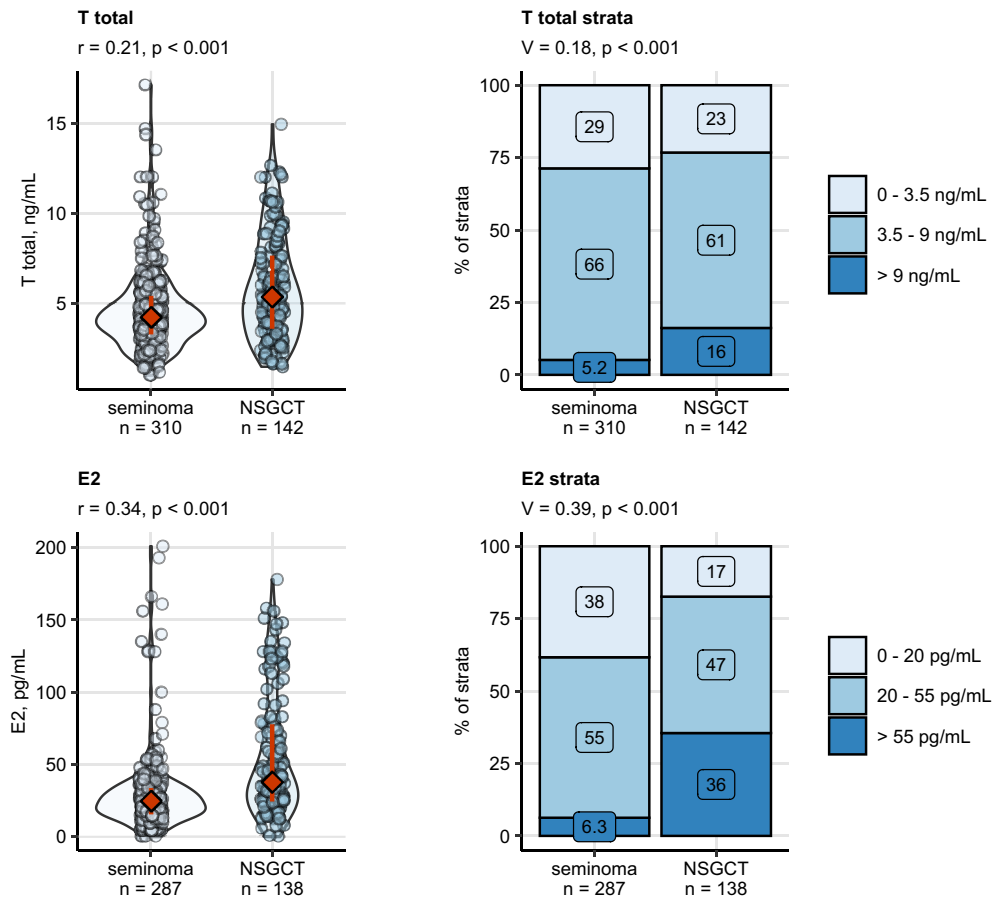 T total
r = 0.21, p < 0.001
T total, ng/mL
15
10
5
seminoma
n = 310
NSGCT
n = 142
T total strata
V = 0.18, p < 0.001
% of strata
100
75
50
25
0
29
66
5.2
23
61
16
seminoma
n = 310
NSGCT
n = 142
0 - 3.5 ng/mL
3.5 - 9 ng/mL
> 9 ng/mL
E2
r = 0.34, p < 0.001
E2, pg/mL
200
150
100
50
0
seminoma
n = 287
NSGCT
n = 138
E2 strata
V = 0.39, p < 0.001
% of strata
100
75
50
25
0
38
55
6.3
17
47
36
seminoma
n = 287
NSGCT
n = 138
0 - 20 pg/mL
20 - 55 pg/mL
> 55 pg/mL